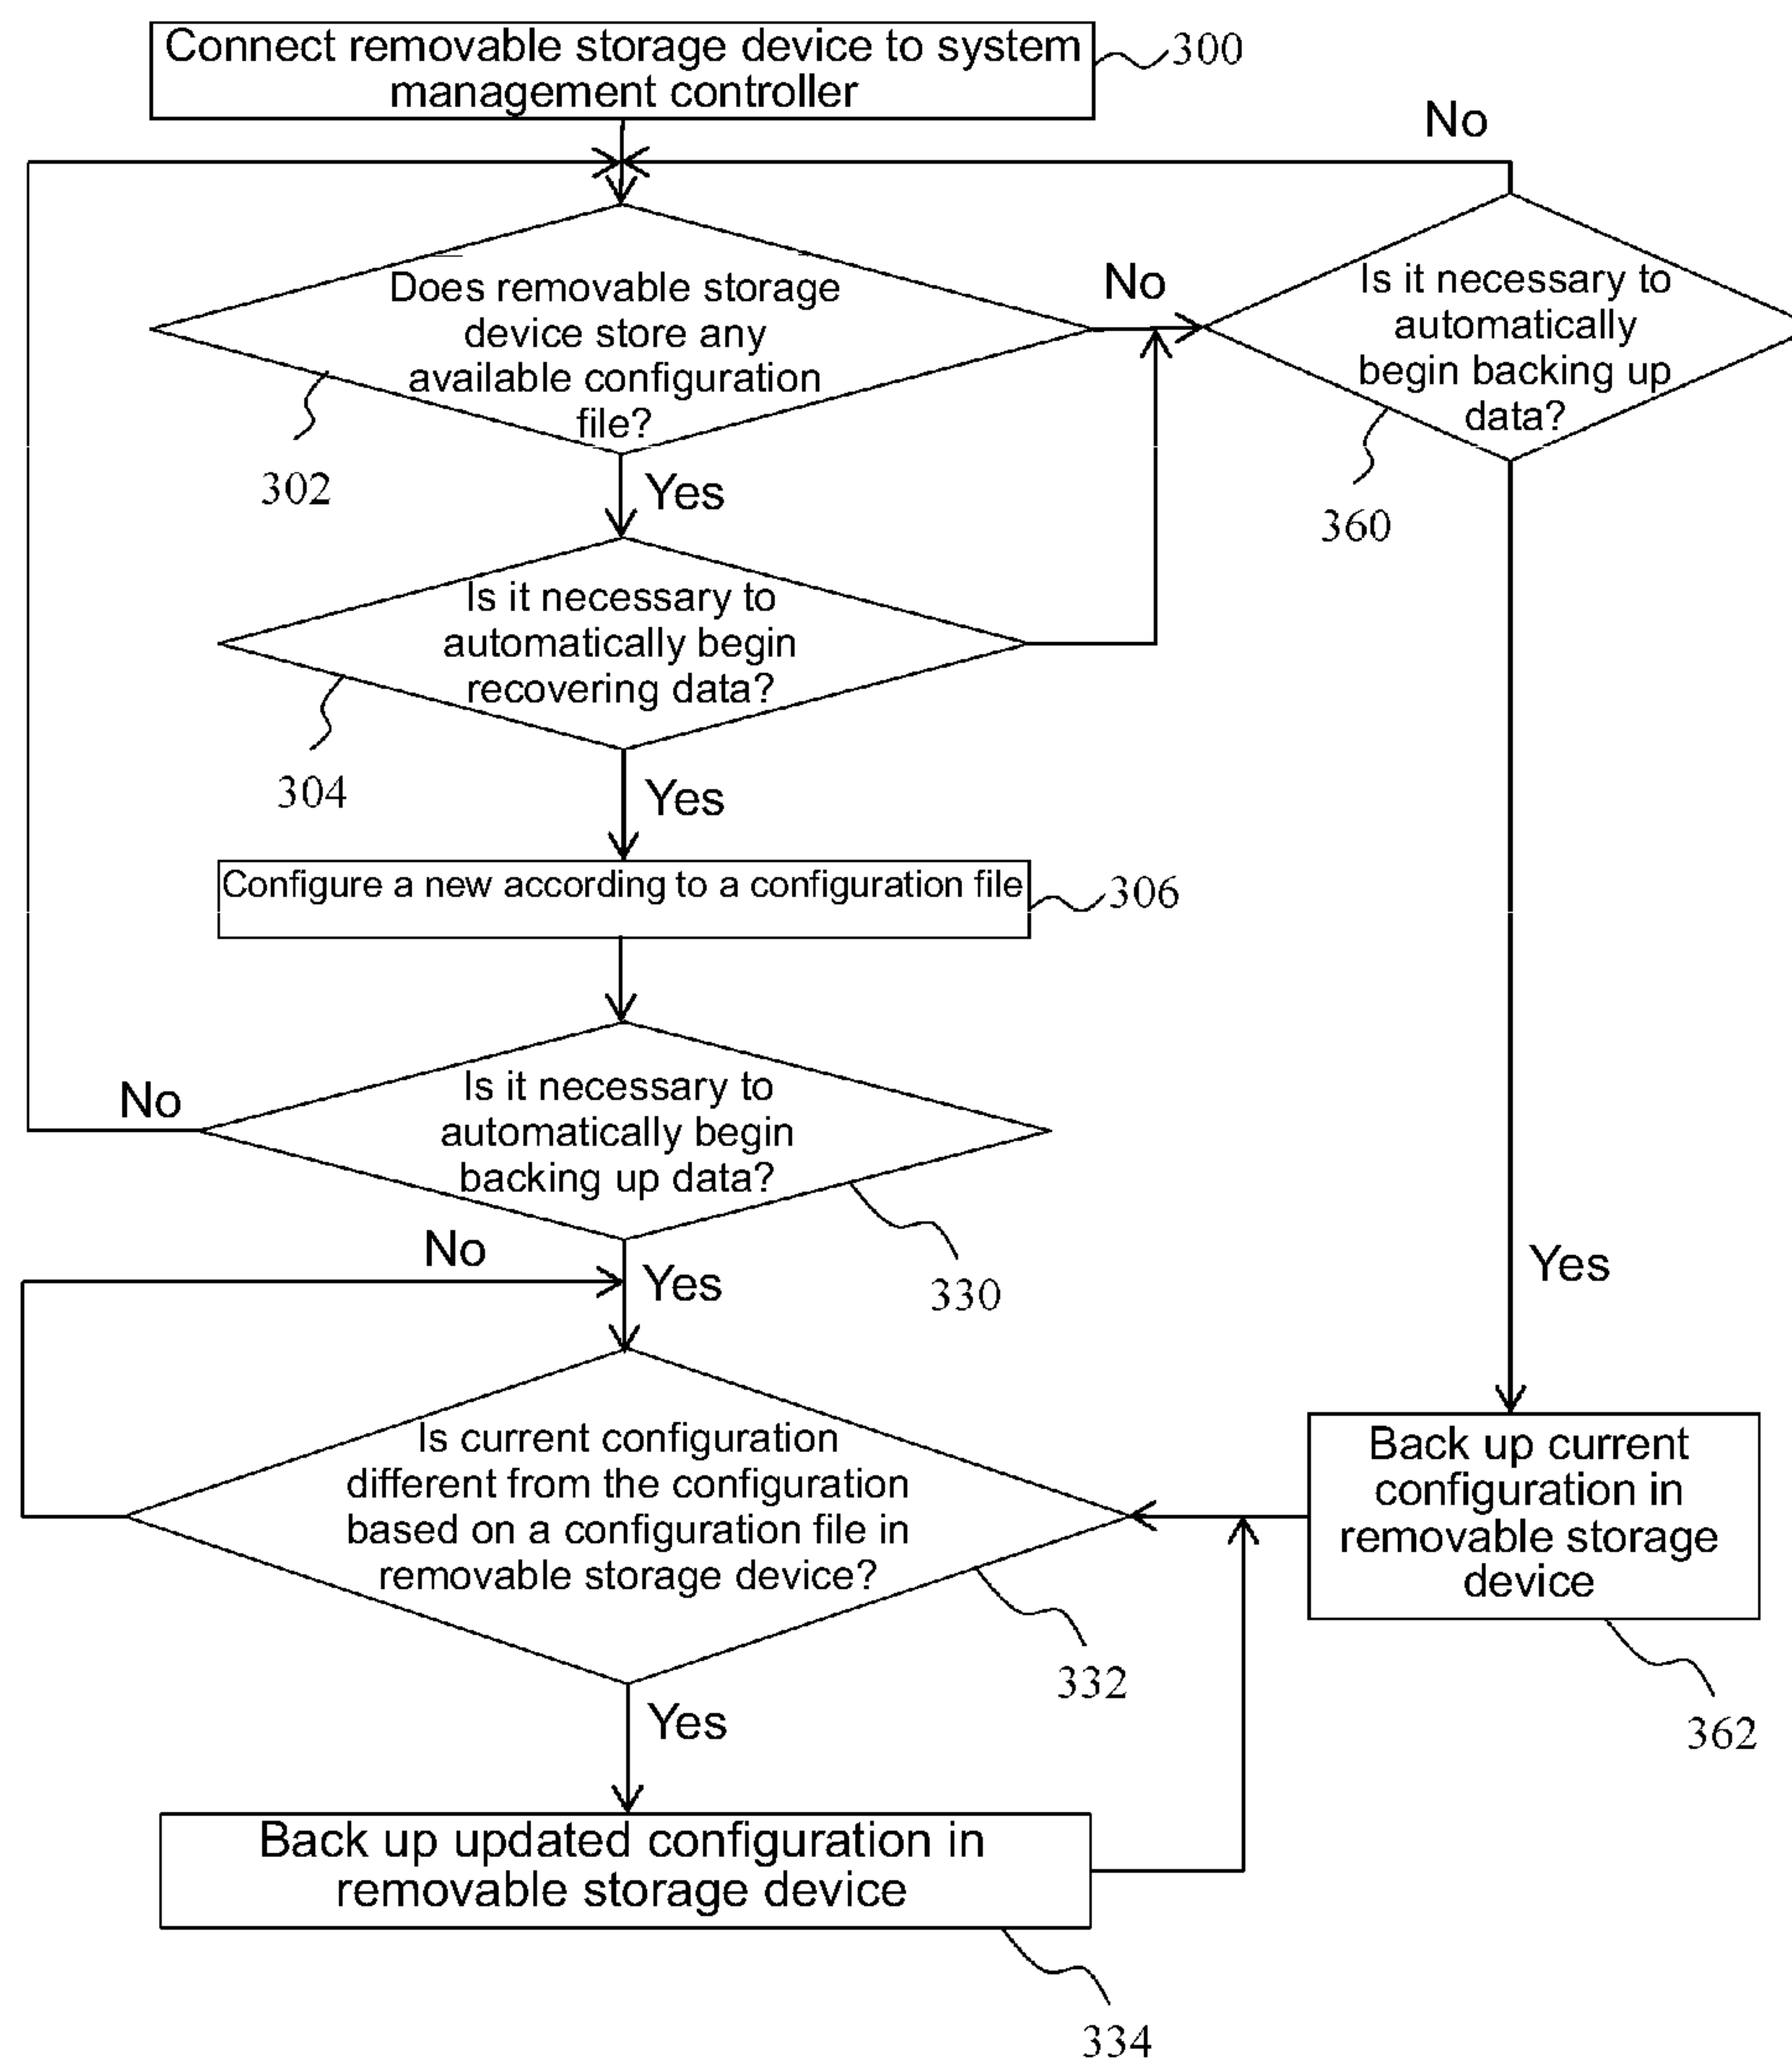 Connect removable storage device to system
management controller
300
No
Does removable storage
device store any
available configuration
file?
302
No
Is it necessary to
automatically
begin backing up
data?
360
Yes
Is it necessary to
automatically begin
recovering data?
304
Yes
Configure a new according to a configuration file
306
No
Is it necessary to
automatically begin
backing up data?
330
No
Yes
Yes
Is current configuration
different from the configuration
based on a configuration file in
removable storage device?
332
Back up current
configuration in
removable storage
device
362
Yes
Back up updated configuration in
removable storage device
334